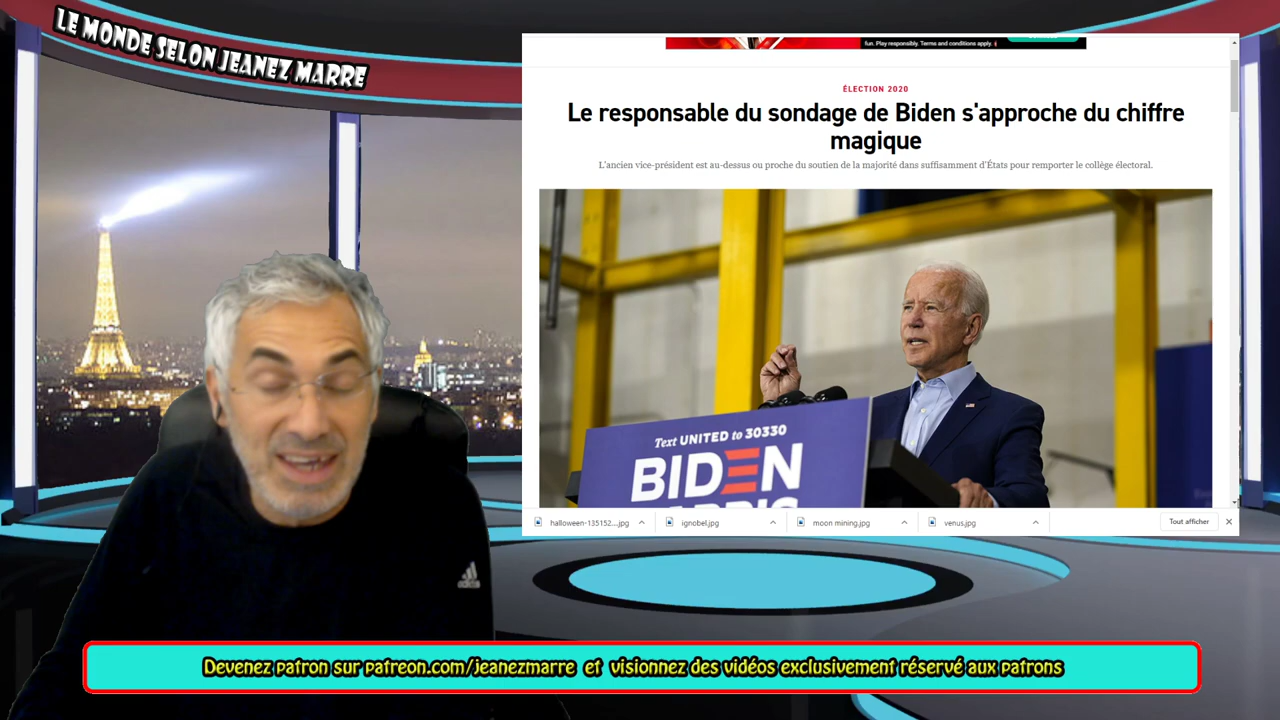 LE MONDE SELON JEANEZ MARRE
fun. Play responsibly. Terms and conditions apply.
ÉLECTION 2020
Le responsable du sondage de Biden s'approche du chiffre
magique
L'ancien vice-président est au-dessus ou proche du soutien de la majorité dans suffisamment d'États pour remporter le collège électoral.
Text UNITED to 30330
BIDEN
HARRIS
adidas
halloween-135152....jpg
ignobel.jpg
moon mining.jpg
venus.jpg
Tout afficher
Devenez patron sur patreon.com/jeanezmarre et visionnez des vidéos exclusivement réservé aux patrons